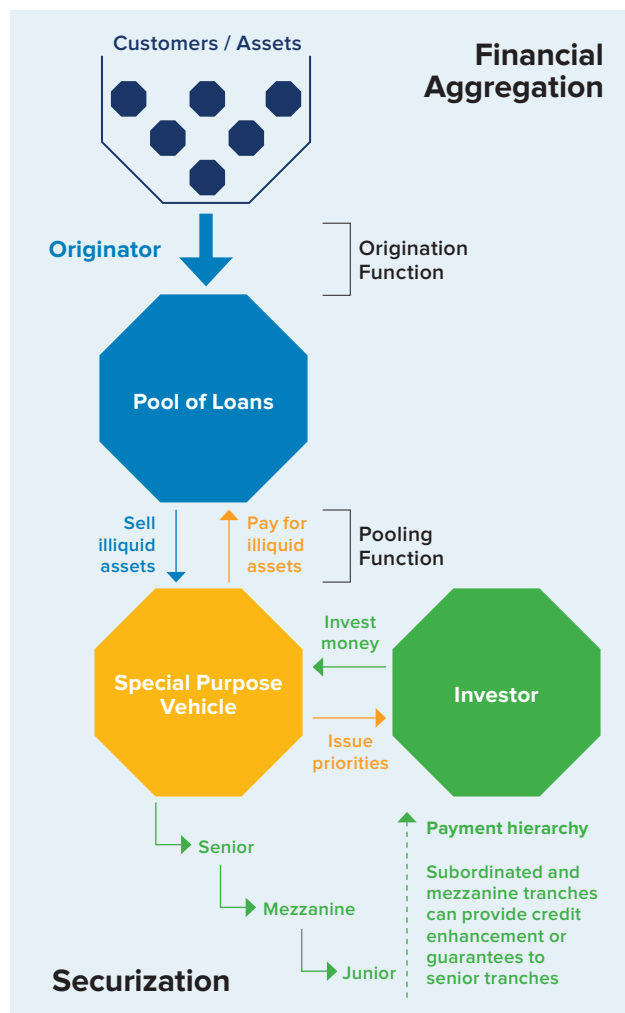 Customers / Assets
Financial
Aggregation
Originator
Origination
Function
Pool of Loans
Sell
illiquid
assets
Pay for
illiquid
assets
Pooling
Function
Special Purpose
Vehicle
Invest
money
Issue
priorities
Investor
Senior
Mezzanine
Junior
Payment hierarchy
Subordinated and
mezzanine tranches
can provide credit
enhancement or
guarantees to
senior tranches
Securization